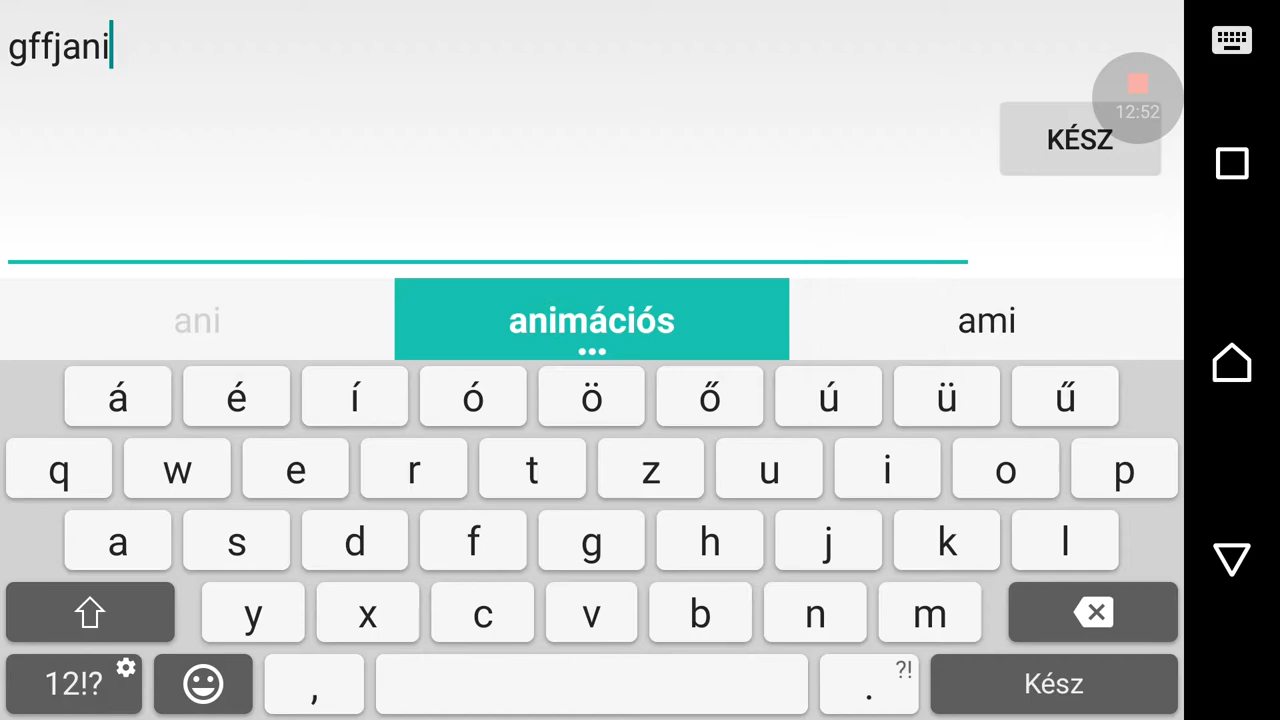 gffjani
12:52
KÉSZ
ani animációs ami
á é í ó ö ő ú ü ű
q w e r t z u i o p
a s d f g h j k l
y x c v b n m
12!? , . ?! Kész